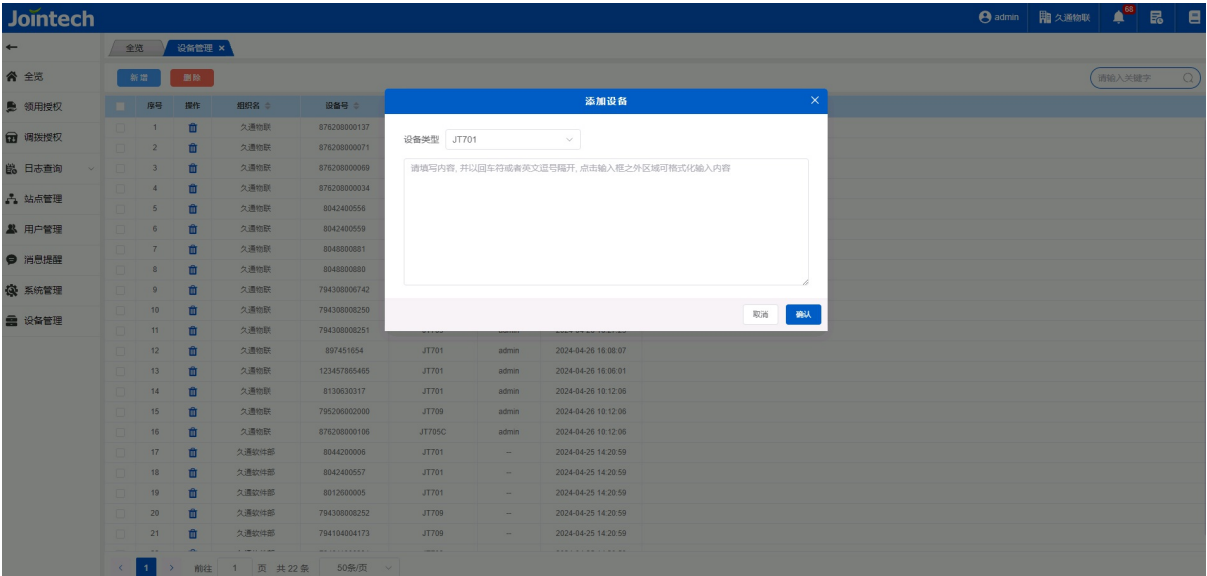 Jointech
admin
久通物联
68
全览
设备管理 ×
全览
领用授权
调拨授权
日志查询
站点管理
用户管理
消息提醒
系统管理
设备管理
新增
删除
请输入关键字
序号 操作 组织名 设备号
添加设备
设备类型 JT701
请填写内容, 并以回车符或者英文逗号隔开, 点击输入框之外区域可格式化输入内容
取消
确认
1 久通物联 876208000137
2 久通物联 876208000071
3 久通物联 876208000069
4 久通物联 876208000034
5 久通物联 8042400556
6 久通物联 8042400559
7 久通物联 8048800881
8 久通物联 8048800880
9 久通物联 794308006742
10 久通物联 794308008250
11 久通物联 794308008251
12 久通物联 897451654 JT701 admin 2024-04-26 16:08:07
13 久通物联 123457865465 JT701 admin 2024-04-26 16:06:01
14 久通物联 8130630317 JT701 admin 2024-04-26 10:12:06
15 久通物联 795206002000 JT709 admin 2024-04-26 10:12:06
16 久通物联 876208000106 JT705C admin 2024-04-26 10:12:06
17 久通软件部 8044200006 JT701 -- 2024-04-25 14:20:59
18 久通软件部 8042400557 JT701 -- 2024-04-25 14:20:59
19 久通软件部 8012600005 JT701 -- 2024-04-25 14:20:59
20 久通软件部 794308008252 JT709 -- 2024-04-25 14:20:59
21 久通软件部 794104004173 JT709 -- 2024-04-25 14:20:59
1 前往 1 页 共 22 条 50条/页